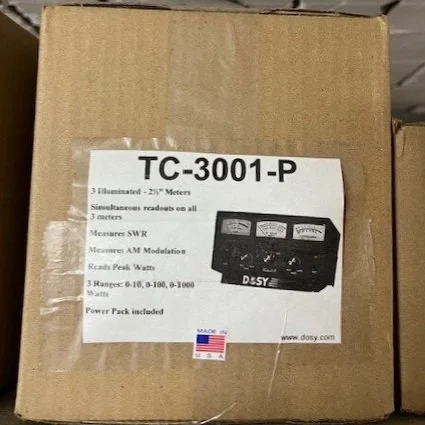 TC-3001-P
3 Illuminated - 2½" Meters
Simultaneous readouts on all
3 meters
Measures SWR
Measures AM Modulation
Reads Peak Watts
3 Ranges: 0-10, 0-100, 0-1000
Watts
Power Pack included
DOSY
MADE IN
USA
www.dosy.com